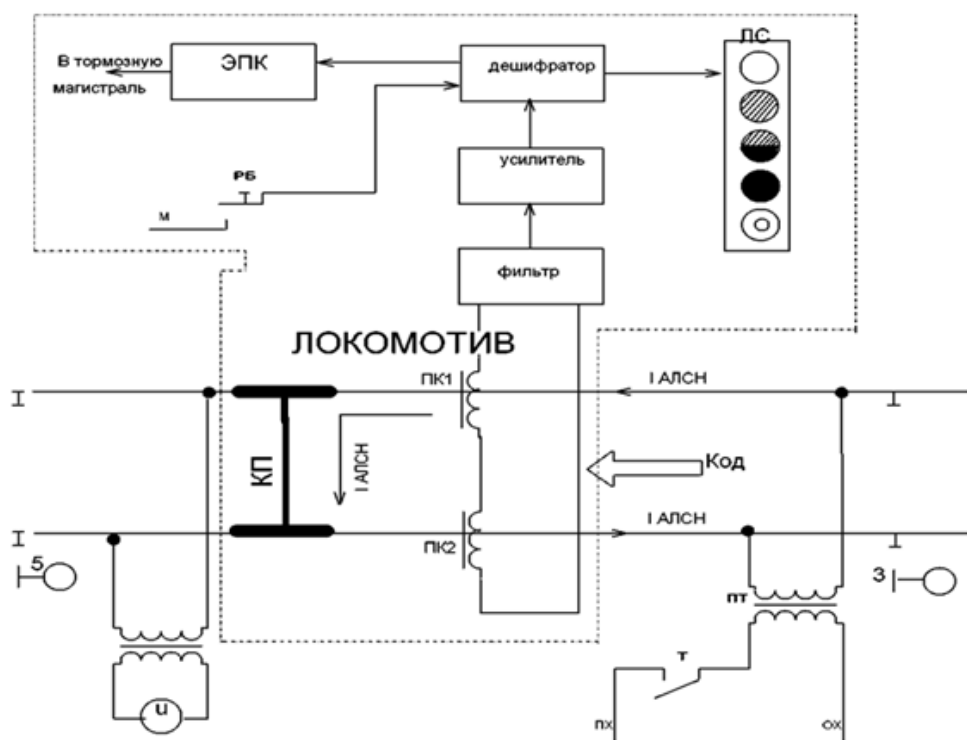 В тормозную
магистраль
ЭПК
дешифратор
ЛС
РБ
М
усилитель
фильтр
ЛОКОМОТИВ
ПК1
I АЛСН
КП
I АЛСН
Код
ПК2
I АЛСН
5
3
ПТ
Т
u
ПХ
ОХ